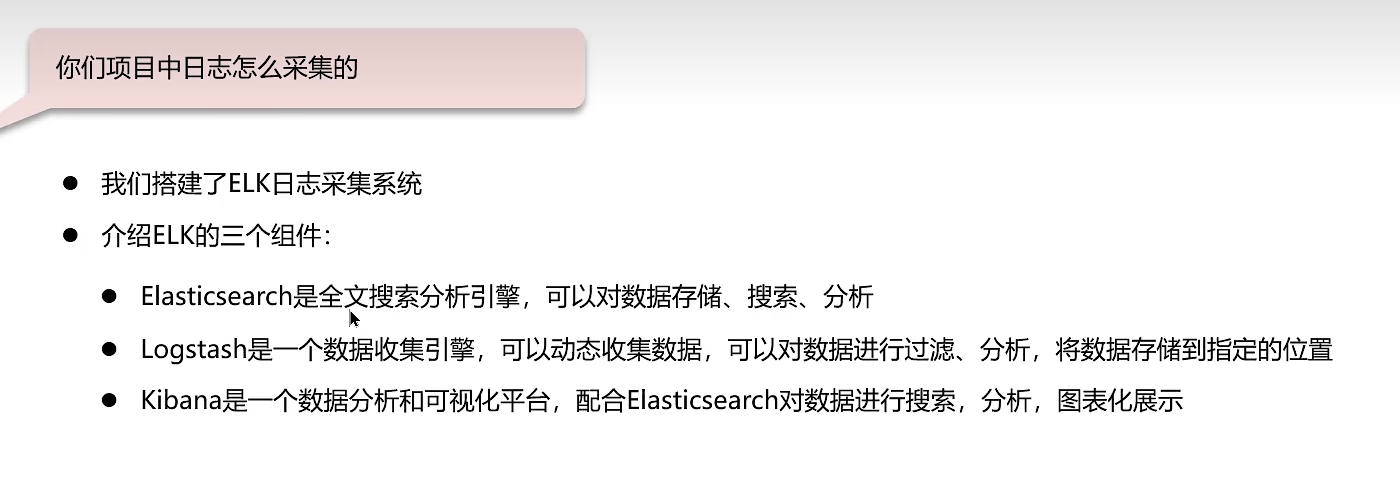 你们项目中日志怎么采集的
我们搭建了ELK日志采集系统
介绍ELK的三个组件：
Elasticsearch是全文搜索分析引擎，可以对数据存储、搜索、分析
Logstash是一个数据收集引擎，可以动态收集数据，可以对数据进行过滤、分析，将数据存储到指定的位置
Kibana是一个数据分析和可视化平台，配合Elasticsearch对数据进行搜索，分析，图表化展示